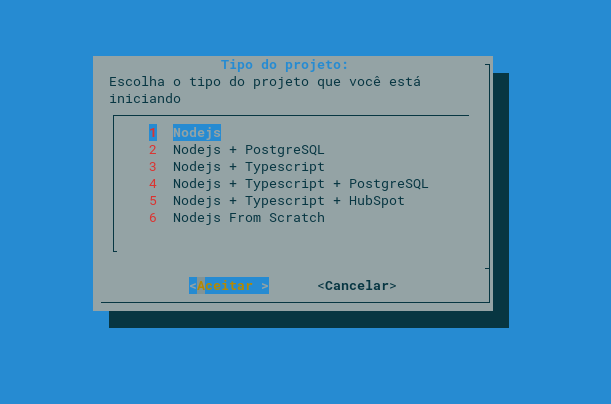 Tipo do projeto:
Escolha o tipo do projeto que você está
iniciando
1 Nodejs
2 Nodejs + PostgreSQL
3 Nodejs + Typescript
4 Nodejs + Typescript + PostgreSQL
5 Nodejs + Typescript + HubSpot
6 Nodejs From Scratch
<Aceitar > <Cancelar>